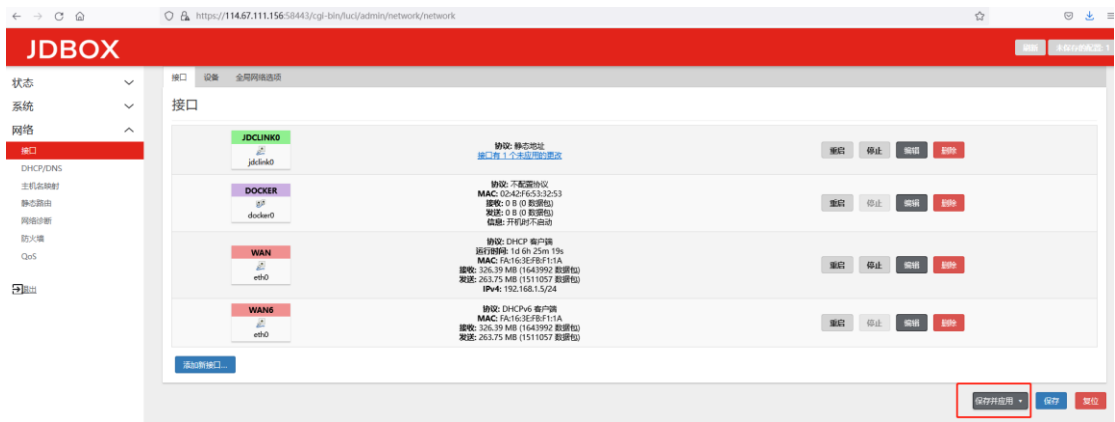 https://114.67.111.156:58443/cgi-bin/luci/admin/network/network
JDBOX
刷新
未保存的配置: 1
状态
系统
网络
接口
DHCP/DNS
主机名映射
静态路由
网络诊断
防火墙
QoS
退出
接口 设备 全局网络选项
接口
JDCLINK0
jdclink0
协议: 静态地址
接口有 1 个未应用的更改
重启 停止 编辑 删除
DOCKER
docker0
协议: 不配置协议
MAC: 02:42:F6:53:32:53
接收: 0 B (0 数据包)
发送: 0 B (0 数据包)
信息: 开机时不启动
重启 停止 编辑 删除
WAN
eth0
协议: DHCP 客户端
运行时间: 1d 6h 25m 19s
MAC: FA:16:3E:FB:F1:1A
接收: 326.39 MB (1643992 数据包)
发送: 263.75 MB (1511057 数据包)
IPv4: 192.168.1.5/24
重启 停止 编辑 删除
WAN6
eth0
协议: DHCPv6 客户端
MAC: FA:16:3E:FB:F1:1A
接收: 326.39 MB (1643992 数据包)
发送: 263.75 MB (1511057 数据包)
重启 停止 编辑 删除
添加新接口...
保存并应用 保存 复位